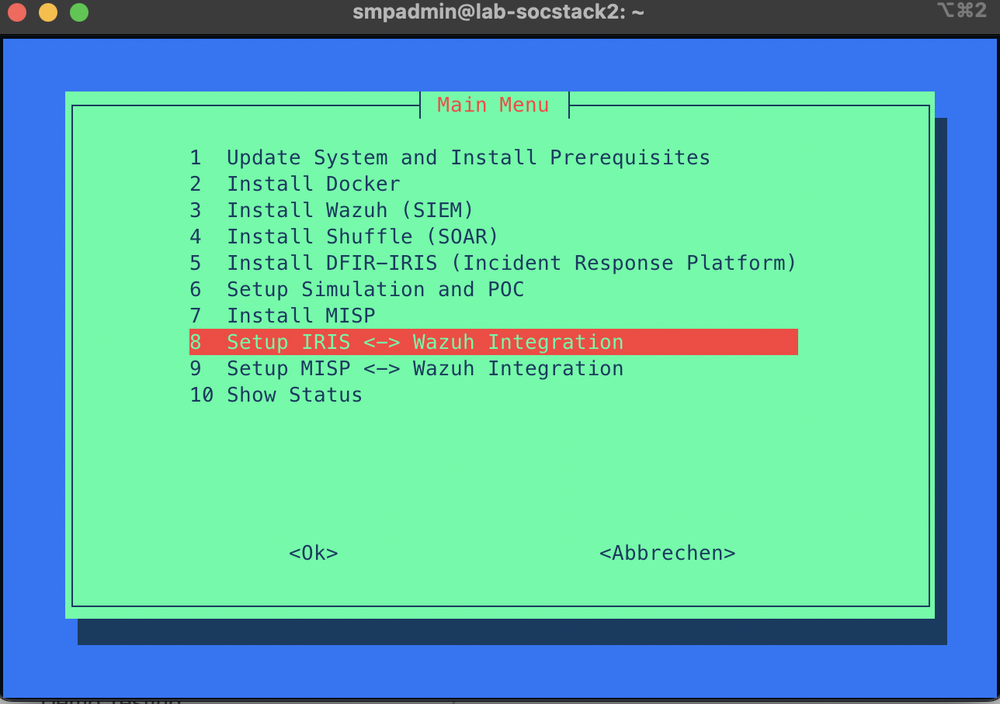 smpadmin@lab-socstack2: ~
⌥⌘2
Main Menu
1 Update System and Install Prerequisites
2 Install Docker
3 Install Wazuh (SIEM)
4 Install Shuffle (SOAR)
5 Install DFIR-IRIS (Incident Response Platform)
6 Setup Simulation and POC
7 Install MISP
8 Setup IRIS <-> Wazuh Integration
9 Setup MISP <-> Wazuh Integration
10 Show Status
<Ok> <Abbrechen>